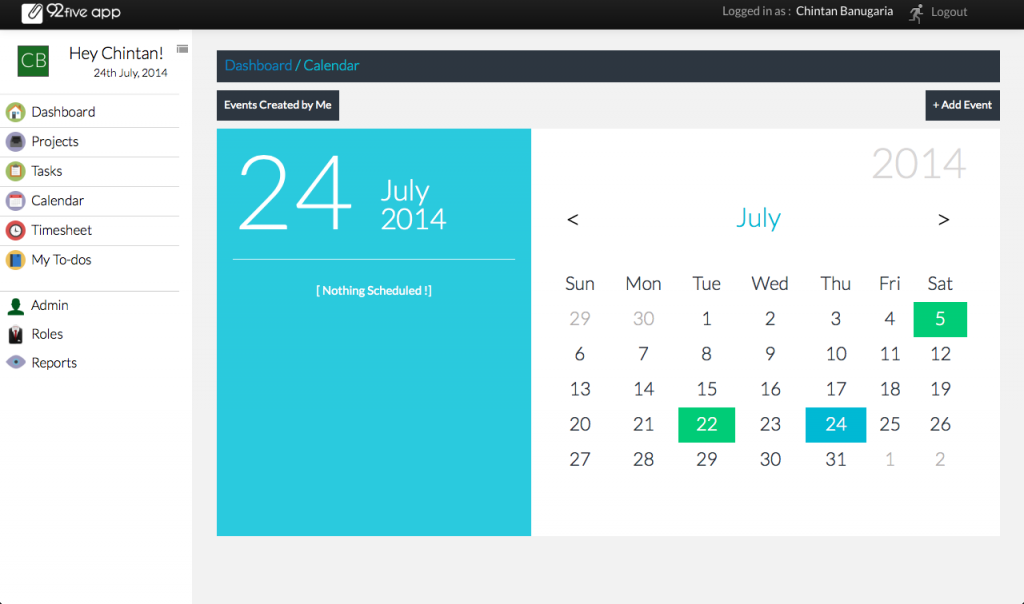 92five app
Logged in as : Chintan Banugaria
Logout
CB
Hey Chintan!
24th July, 2014
Dashboard
Projects
Tasks
Calendar
Timesheet
My To-dos
Admin
Roles
Reports
Dashboard / Calendar
Events Created by Me
+ Add Event
24
July
2014
[ Nothing Scheduled !]
2014
< July >
Sun Mon Tue Wed Thu Fri Sat
29 30 1 2 3 4 5
6 7 8 9 10 11 12
13 14 15 16 17 18 19
20 21 22 23 24 25 26
27 28 29 30 31 1 2